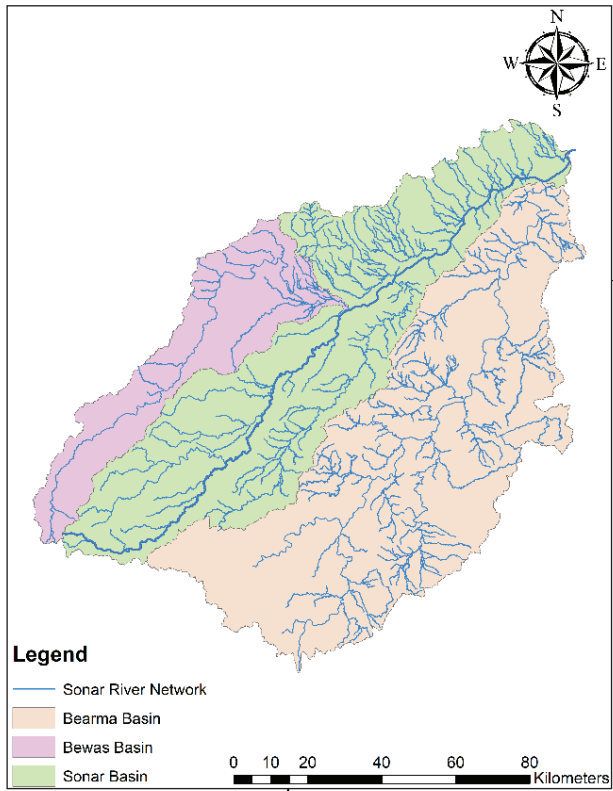 N
W E
S
Legend
Sonar River Network
Bearma Basin
Bewas Basin
Sonar Basin
0 10 20 40 60 80
Kilometers